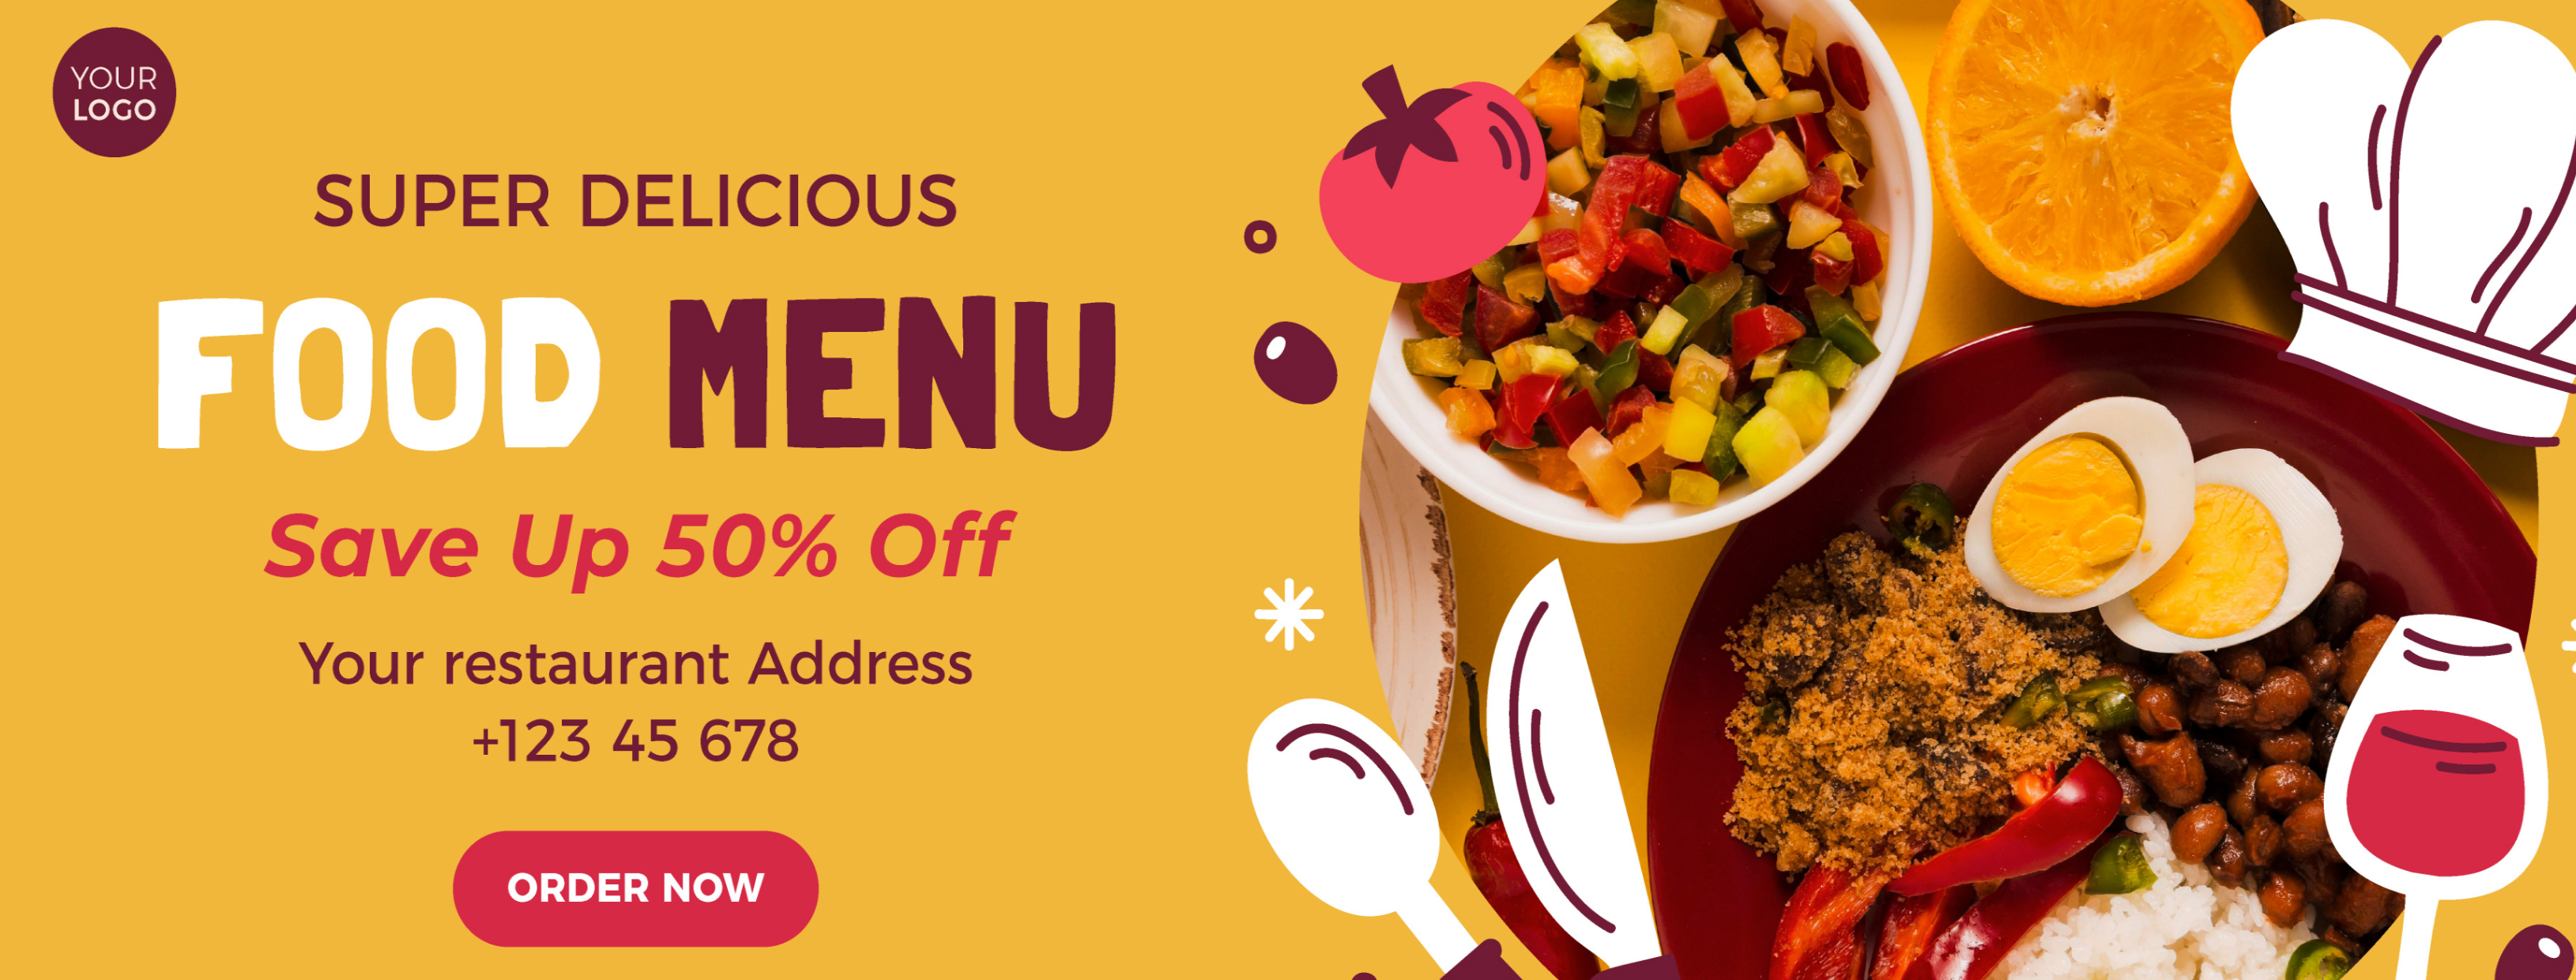 YOUR
LOGO
SUPER DELICIOUS
FOOD MENU
Save Up 50% Off
Your restaurant Address
+123 45 678
ORDER NOW